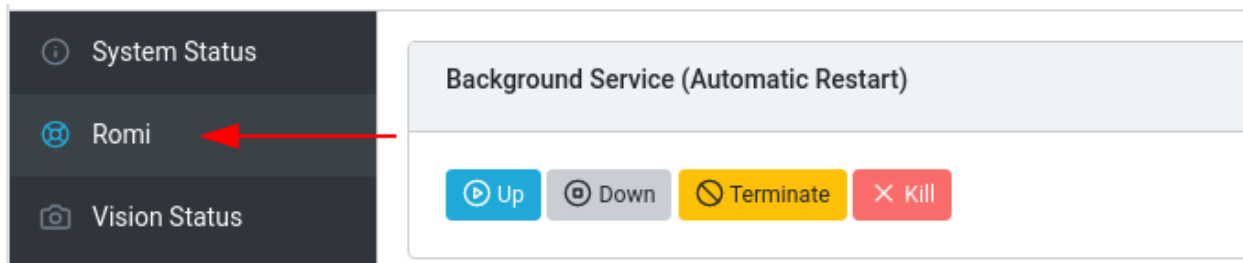 System Status
Romi
Vision Status
Background Service (Automatic Restart)
Up Down Terminate Kill